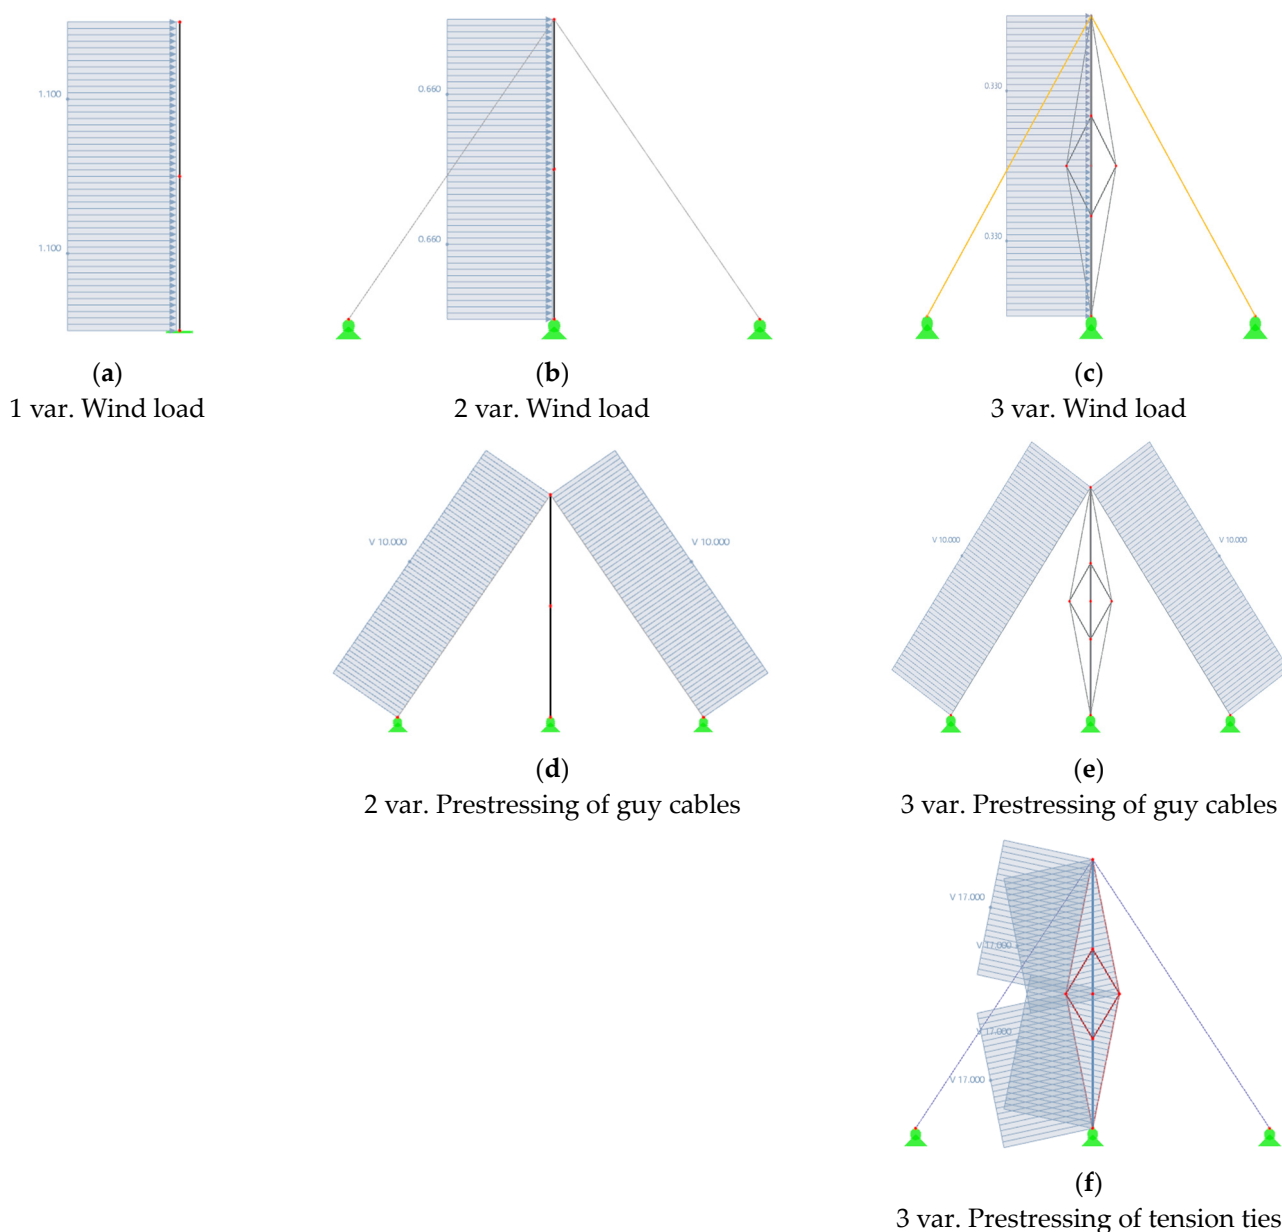 1.100
1.100
(a)
1 var. Wind load
0.660
0.660
(b)
2 var. Wind load
0.330
0.330
(c)
3 var. Wind load
V 10.000
V 10.000
(d)
2 var. Prestressing of guy cables
V 10.000
V 10.000
(e)
3 var. Prestressing of guy cables
V 17.000
V 17.000
V 17.000
V 17.000
(f)
3 var. Prestressing of tension ties